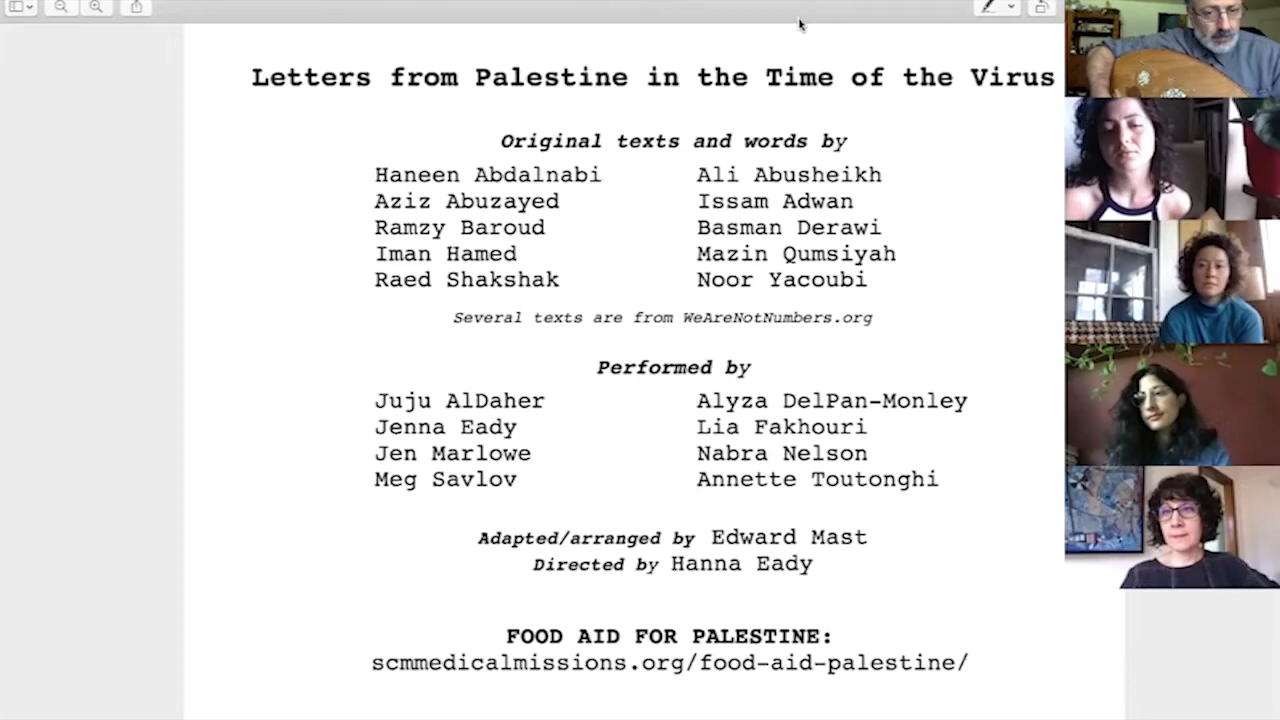 Letters from Palestine in the Time of the Virus
Original texts and words by
Haneen Abdalnabi Ali Abusheikh
Aziz Abuzayed Issam Adwan
Ramzy Baroud Basman Derawi
Iman Hamed Mazin Qumsiyah
Raed Shakshak Noor Yacoubi
Several texts are from WeAreNotNumbers.org
Performed by
Juju AlDaher Alyza DelPan-Monley
Jenna Eady Lia Fakhouri
Jen Marlowe Nabra Nelson
Meg Savlov Annette Toutonghi
Adapted/arranged by Edward Mast
Directed by Hanna Eady
FOOD AID FOR PALESTINE:
scmmedicalmissions.org/food-aid-palestine/